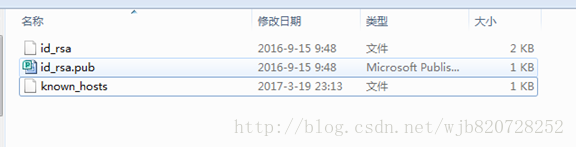 名称 修改日期 类型 大小
id_rsa 2016-9-15 9:48 文件 2 KB
id_rsa.pub 2016-9-15 9:48 Microsoft Publis... 1 KB
known_hosts 2017-3-19 23:13 文件 1 KB
http://blog.csdn.net/wjb820728252